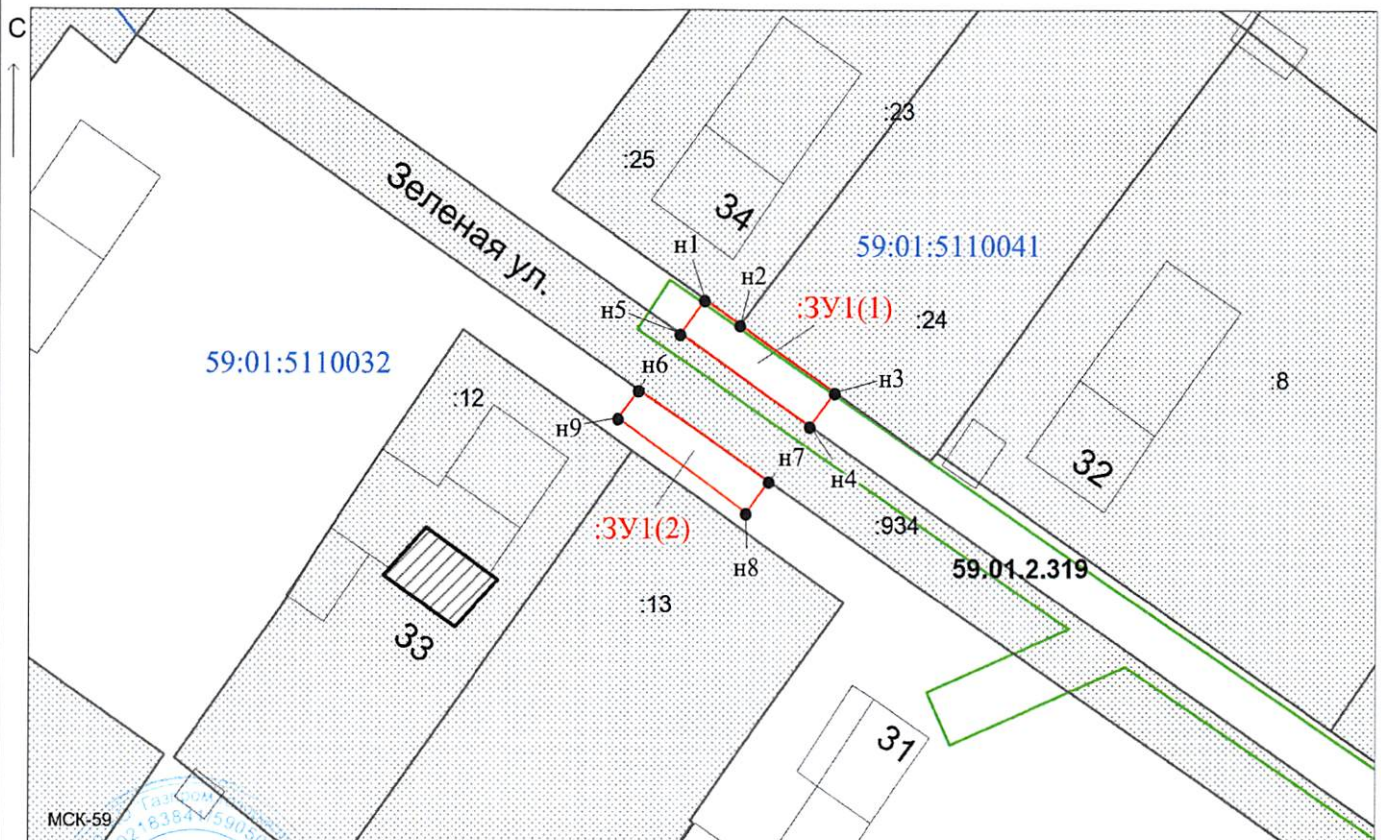 С
:23
:25
34
Зеленая ул.
59:01:5110041
н1
н2
:ЗУ1(1)
:24
н5
59:01:5110032
н6
н3
:8
:12
н9
н7
н4
32
:ЗУ1(2)
:934
н8
59.01.2.319
:13
33
31
Газпром
МСК-59